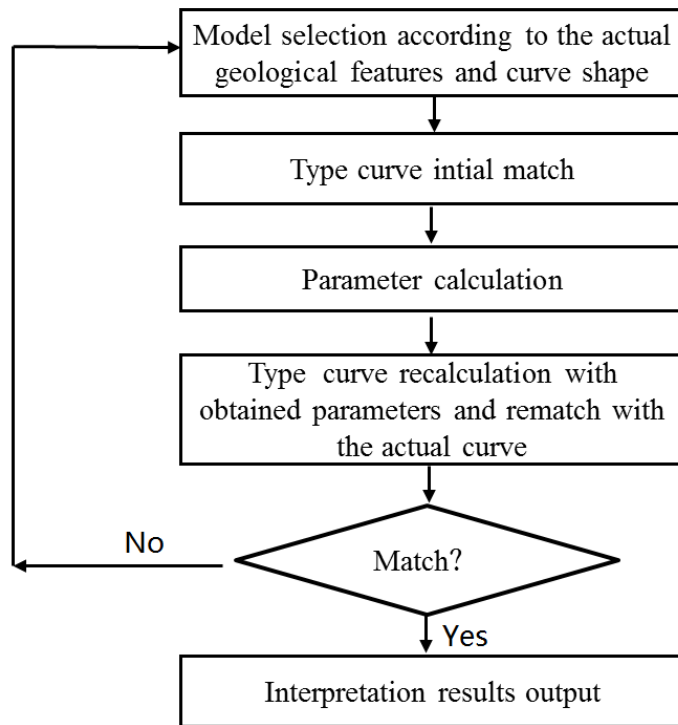 Model selection according to the actual
geological features and curve shape
Type curve intial match
Parameter calculation
Type curve recalculation with
obtained parameters and rematch with
the actual curve
No
Match?
Yes
Interpretation results output